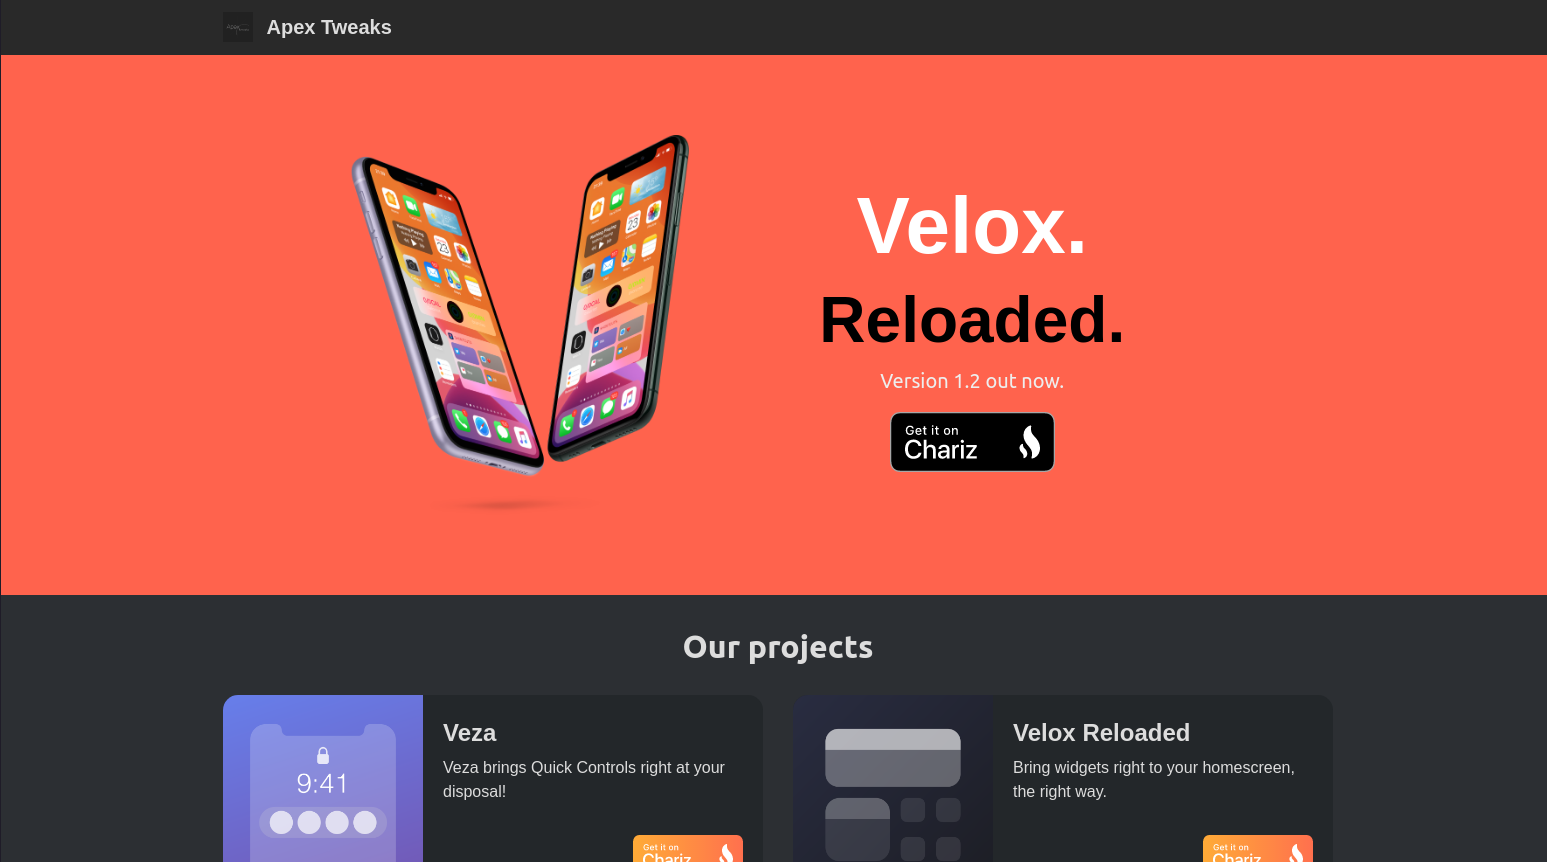 Apex Tweaks
Velox.
Reloaded.
Version 1.2 out now.
Get it on
Chariz
Our projects
Veza
Veza brings Quick Controls right at your
disposal!
9:41
Get it on
Chariz
Velox Reloaded
Bring widgets right to your homescreen,
the right way.
Get it on
Chariz